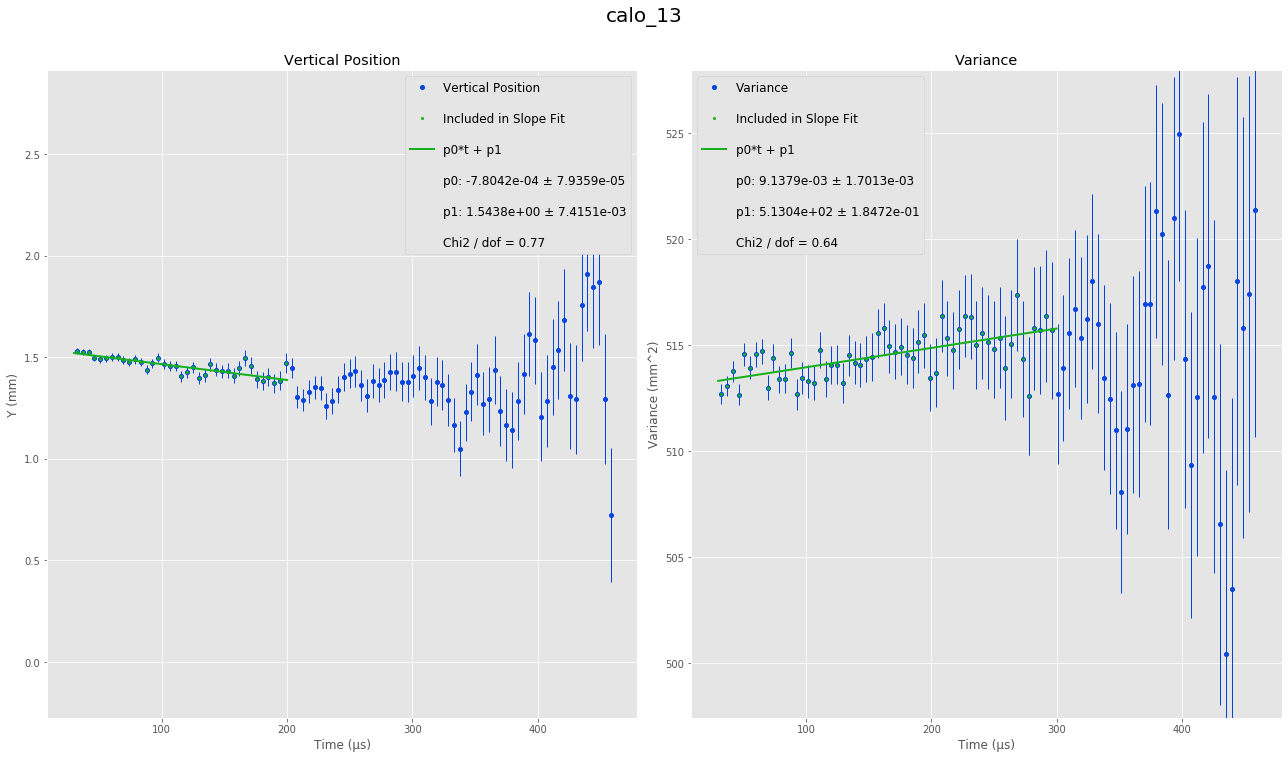 calo_13
Vertical Position
Vertical Position
Included in Slope Fit
p0*t + p1
p0: -7.8042e-04 ± 7.9359e-05
p1: 1.5438e+00 ± 7.4151e-03
Chi2 / dof = 0.77
2.5
2.0
1.5
1.0
0.5
0.0
Y (mm)
100 200 300 400
Time (μs)
Variance
Variance
Included in Slope Fit
p0*t + p1
p0: 9.1379e-03 ± 1.7013e-03
p1: 5.1304e+02 ± 1.8472e-01
Chi2 / dof = 0.64
525
520
515
510
505
500
Variance (mm^2)
100 200 300 400
Time (μs)